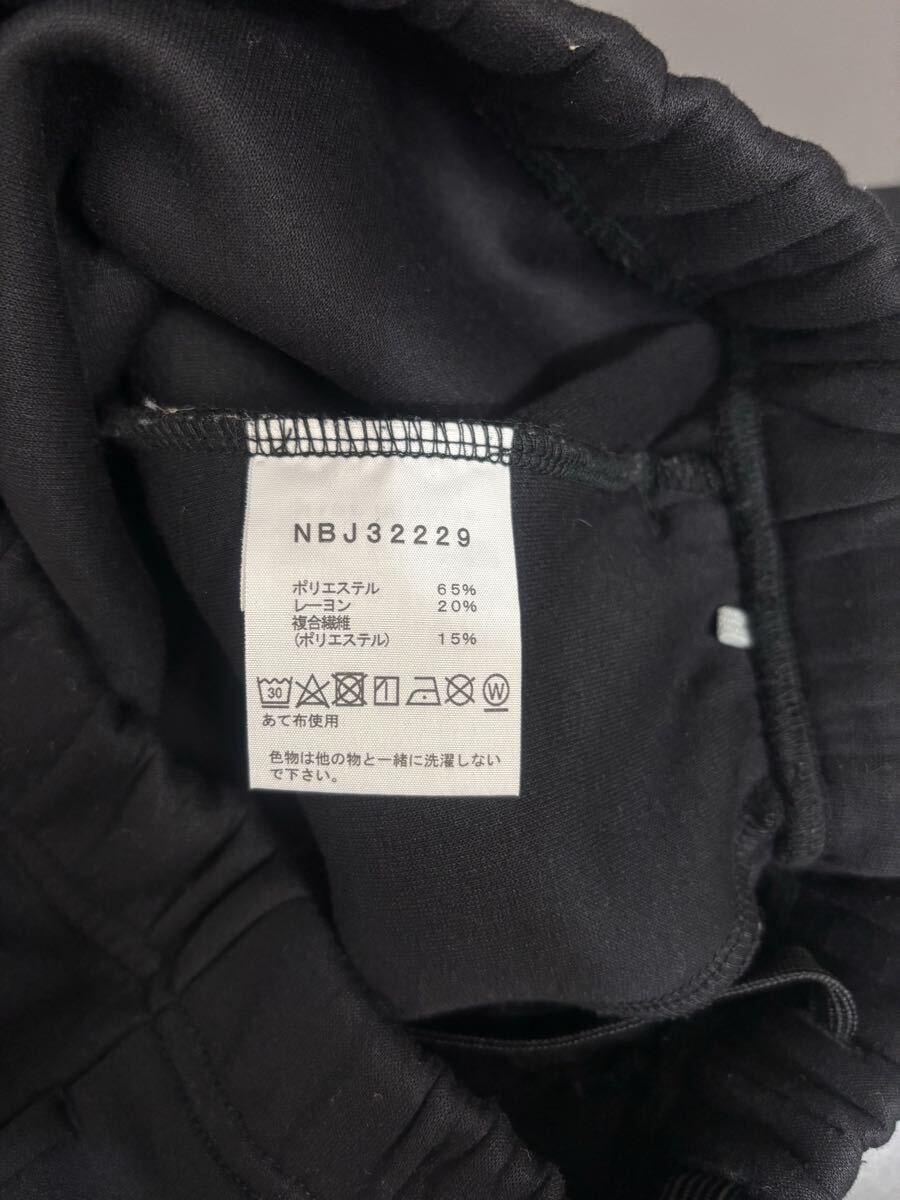 NBJ32229
ポリエステル 65%
レーヨン 20%
複合繊維
(ポリエステル) 15%
30 W
あて布使用
色物は他の物と一緒に洗濯しない
で下さい。